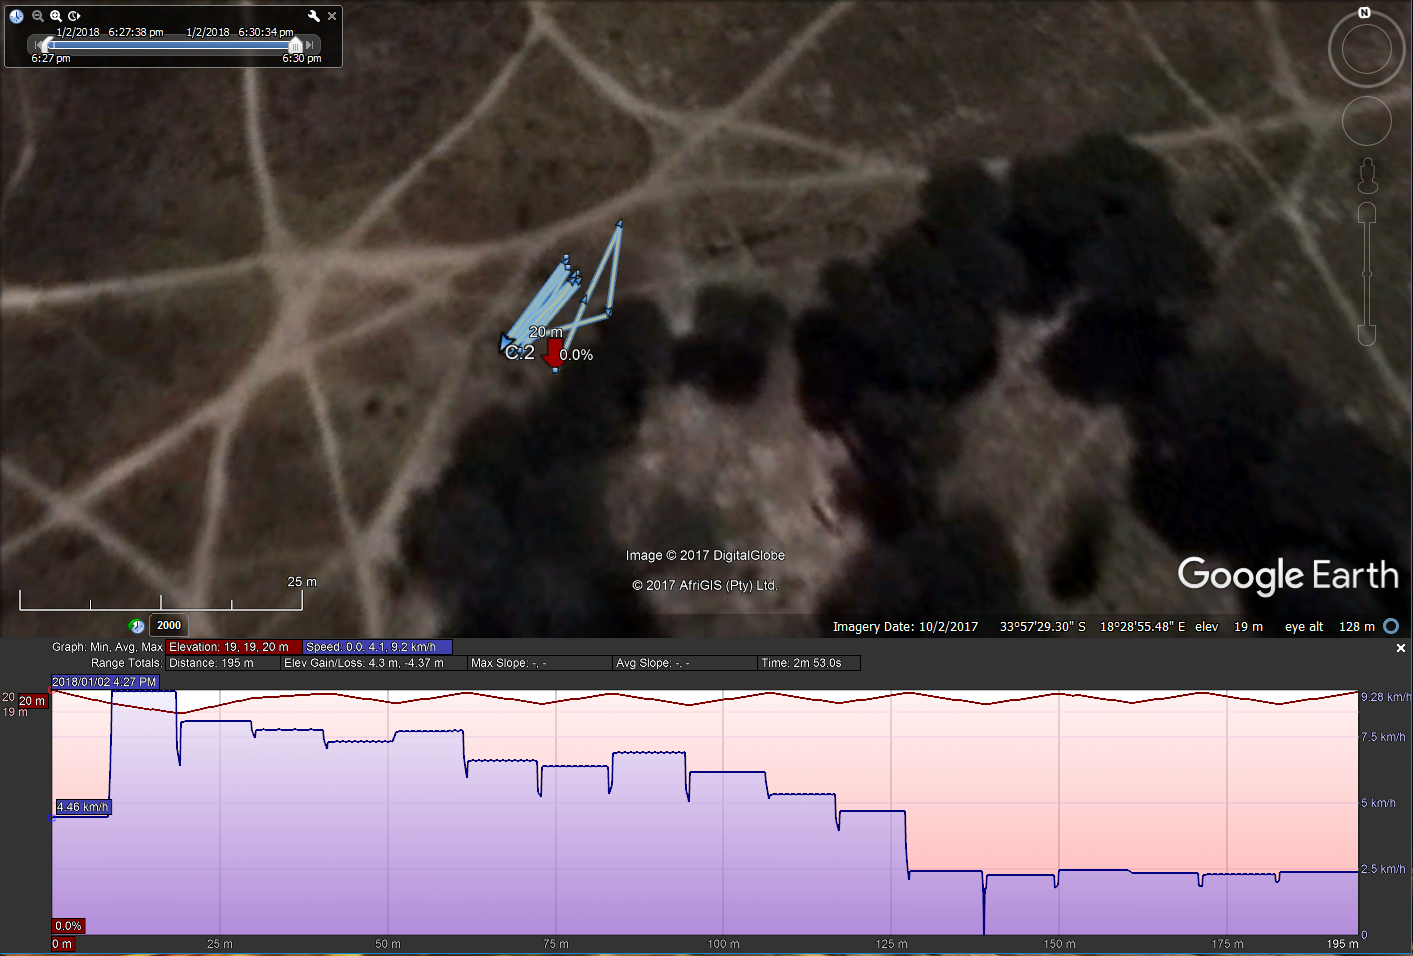 1/2/2018 6:27:38 pm 1/2/2018 6:30:34 pm
6:27 pm 6:30 pm
N
20 m
C.2 0.0%
Image © 2017 DigitalGlobe
© 2017 AfriGIS (Pty) Ltd.
Google Earth
25 m
2000
Imagery Date: 10/2/2017 33°57'29.30" S 18°28'55.48" E elev 19 m eye alt 128 m
Graph: Min, Avg, Max Elevation: 19, 19, 20 m Speed: 0.0, 4.1, 9.2 km/h
Range Totals: Distance: 195 m Elev Gain/Loss: 4.3 m, -4.37 m Max Slope: -, - Avg Slope: -, - Time: 2m 53.0s
2018/01/02 4:27 PM
20 20 m 9.28 km/h
19 m
7.5 km/h
4.46 km/h 5 km/h
2.5 km/h
0.0% 0
0 m 25 m 50 m 75 m 100 m 125 m 150 m 175 m 195 m